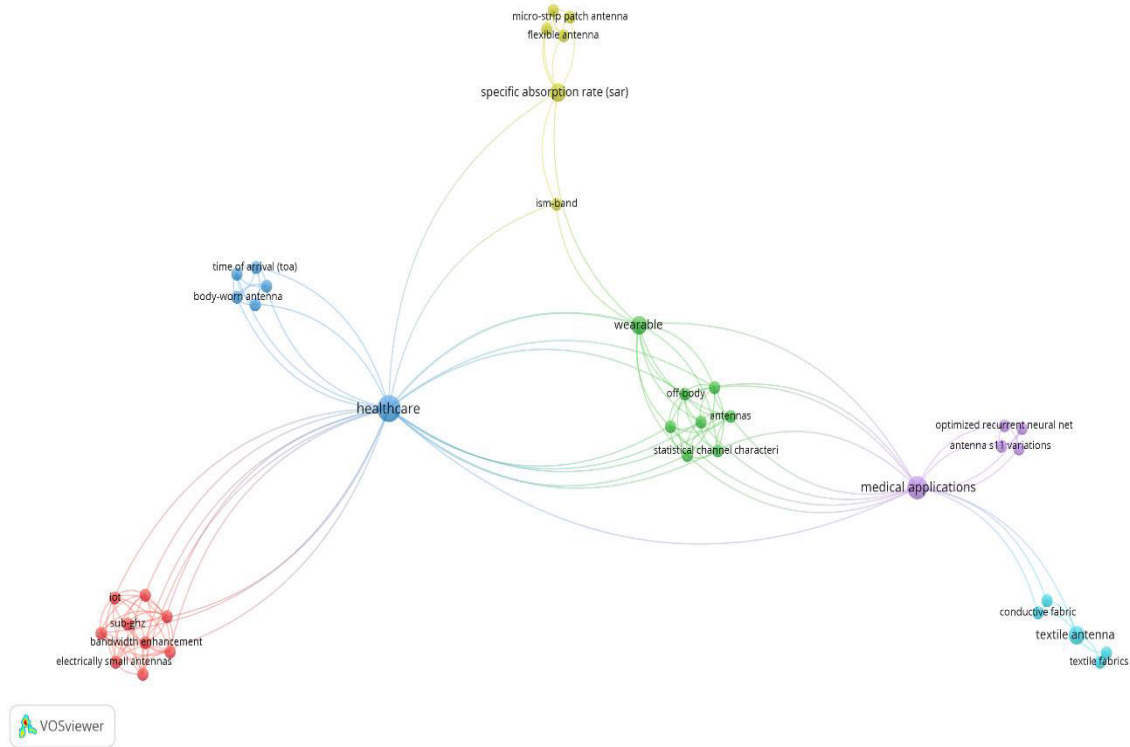 micro-strip patch antenna
flexible antenna
specific absorption rate (sar)
ism-band
time of arrival (toa)
body-worn antenna
wearable
healthcare
off-body
antennas
statistical channel characteri
optimized recurrent neural net
antenna s11 variations
medical applications
iot
sub-ghz
bandwidth enhancement
electrically small antennas
conductive fabric
textile antenna
textile fabrics
VOSviewer